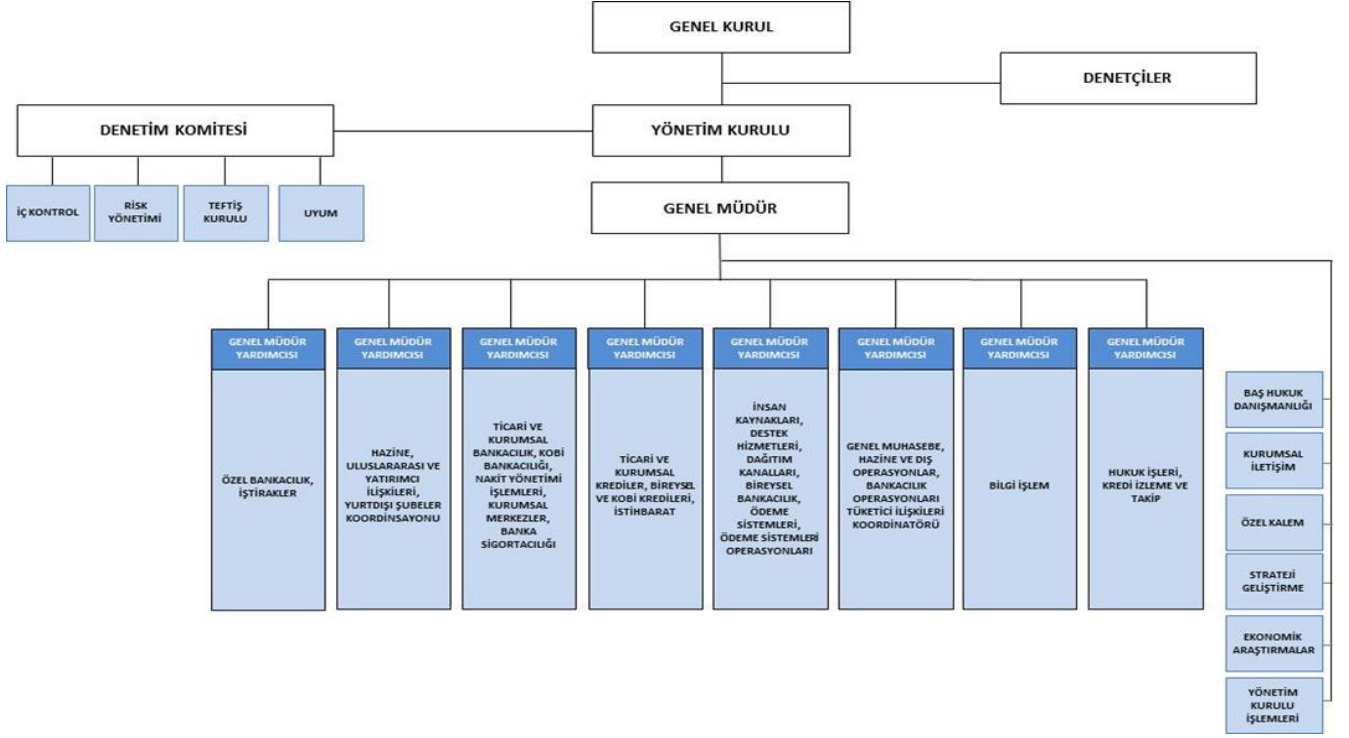 GENEL KURUL
DENETÇİLER
DENETİM KOMİTESİ
YÖNETİM KURULU
İÇ KONTROL
RİSK
YÖNETİMİ
TEFTİŞ
KURULU
UYUM
GENEL MÜDÜR
GENEL MÜDÜR
YARDIMCISI
ÖZEL BANKACILIK,
İŞTİRAKLER
GENEL MÜDÜR
YARDIMCISI
HAZİNE,
ULUSLARARASI VE
YATIRIMCI
İLİŞKİLERİ,
YURTDIŞI ŞUBELER
KOORDİNSAYONU
GENEL MÜDÜR
YARDIMCISI
TİCARİ VE
KURUMSAL
BANKACILIK, KOBİ
BANKACILIĞI,
NAKİT YÖNETİMİ
İŞLEMLERİ,
KURUMSAL
MERKEZLER,
BANKA
SİGORTACILIĞI
GENEL MÜDÜR
YARDIMCISI
TİCARİ VE
KURUMSAL
KREDİLER, BİREYSEL
VE KOBİ KREDİLERİ,
İSTİHBARAT
GENEL MÜDÜR
YARDIMCISI
İNSAN
KAYNAKLARI,
DESTEK
HİZMETLERİ,
DAĞITIM
KANALLARI,
BİREYSEL
BANKACILIK,
ÖDEME
SİSTEMLERİ,
ÖDEME SİSTEMLERİ
OPERASYONLARI
GENEL MÜDÜR
YARDIMCISI
GENEL MUHASEBE,
HAZİNE VE DIŞ
OPERASYONLAR,
BANKACILIK
OPERASYONLARI
TÜKETİCİ İLİŞKİLERİ
KOORDİNATÖRÜ
GENEL MÜDÜR
YARDIMCISI
BİLGİ İŞLEM
GENEL MÜDÜR
YARDIMCISI
HUKUK İŞLERİ,
KREDİ İZLEME VE
TAKİP
BAŞ HUKUK
DANIŞMANLIĞI
KURUMSAL
İLETİŞİM
ÖZEL KALEM
STRATEJİ
GELİŞTİRME
EKONOMİK
ARAŞTIRMALAR
YÖNETİM
KURULU
İŞLEMLERİ